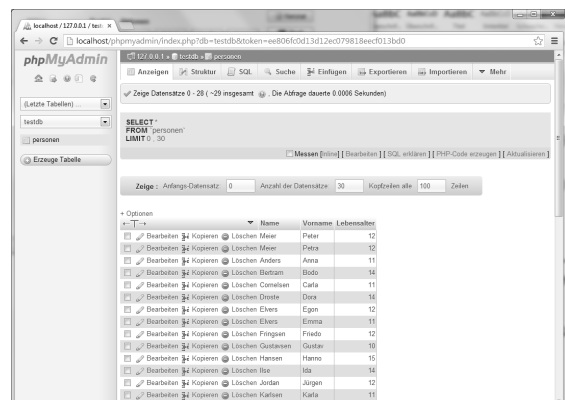 localhost / 127.0.0.1 / testd ×
localhost/phpmyadmin/index.php?db=testdb&token=ee806fc0d13d12ec079818eecf013bd0
phpMyAdmin
(Letzte Tabellen) ...
testdb
personen
Erzeuge Tabelle
127.0.0.1 » testdb » personen
Anzeigen Struktur SQL Suche Einfügen Exportieren Importieren Mehr
Zeige Datensätze 0 - 28 ( ~29 insgesamt , Die Abfrage dauerte 0.0006 Sekunden)
SELECT *
FROM `personen`
LIMIT 0 , 30
Messen [Inline] [ Bearbeiten ] [ SQL erklären ] [ PHP-Code erzeugen ] [ Aktualisieren ]
Zeige : Anfangs-Datensatz: 0 Anzahl der Datensätze: 30 Kopfzeilen alle 100 Zeilen
+ Optionen
←T→ Name Vorname Lebensalter
Bearbeiten Kopieren Löschen Meier Peter 12
Bearbeiten Kopieren Löschen Meier Petra 12
Bearbeiten Kopieren Löschen Anders Anna 11
Bearbeiten Kopieren Löschen Bertram Bodo 14
Bearbeiten Kopieren Löschen Cornelsen Carla 11
Bearbeiten Kopieren Löschen Droste Dora 14
Bearbeiten Kopieren Löschen Elvers Egon 12
Bearbeiten Kopieren Löschen Elvers Emma 11
Bearbeiten Kopieren Löschen Fringsen Friedo 12
Bearbeiten Kopieren Löschen Gustavsen Gustav 10
Bearbeiten Kopieren Löschen Hansen Hanno 15
Bearbeiten Kopieren Löschen Ilse Ida 14
Bearbeiten Kopieren Löschen Jordan Jürgen 12
Bearbeiten Kopieren Löschen Karlsen Karla 11